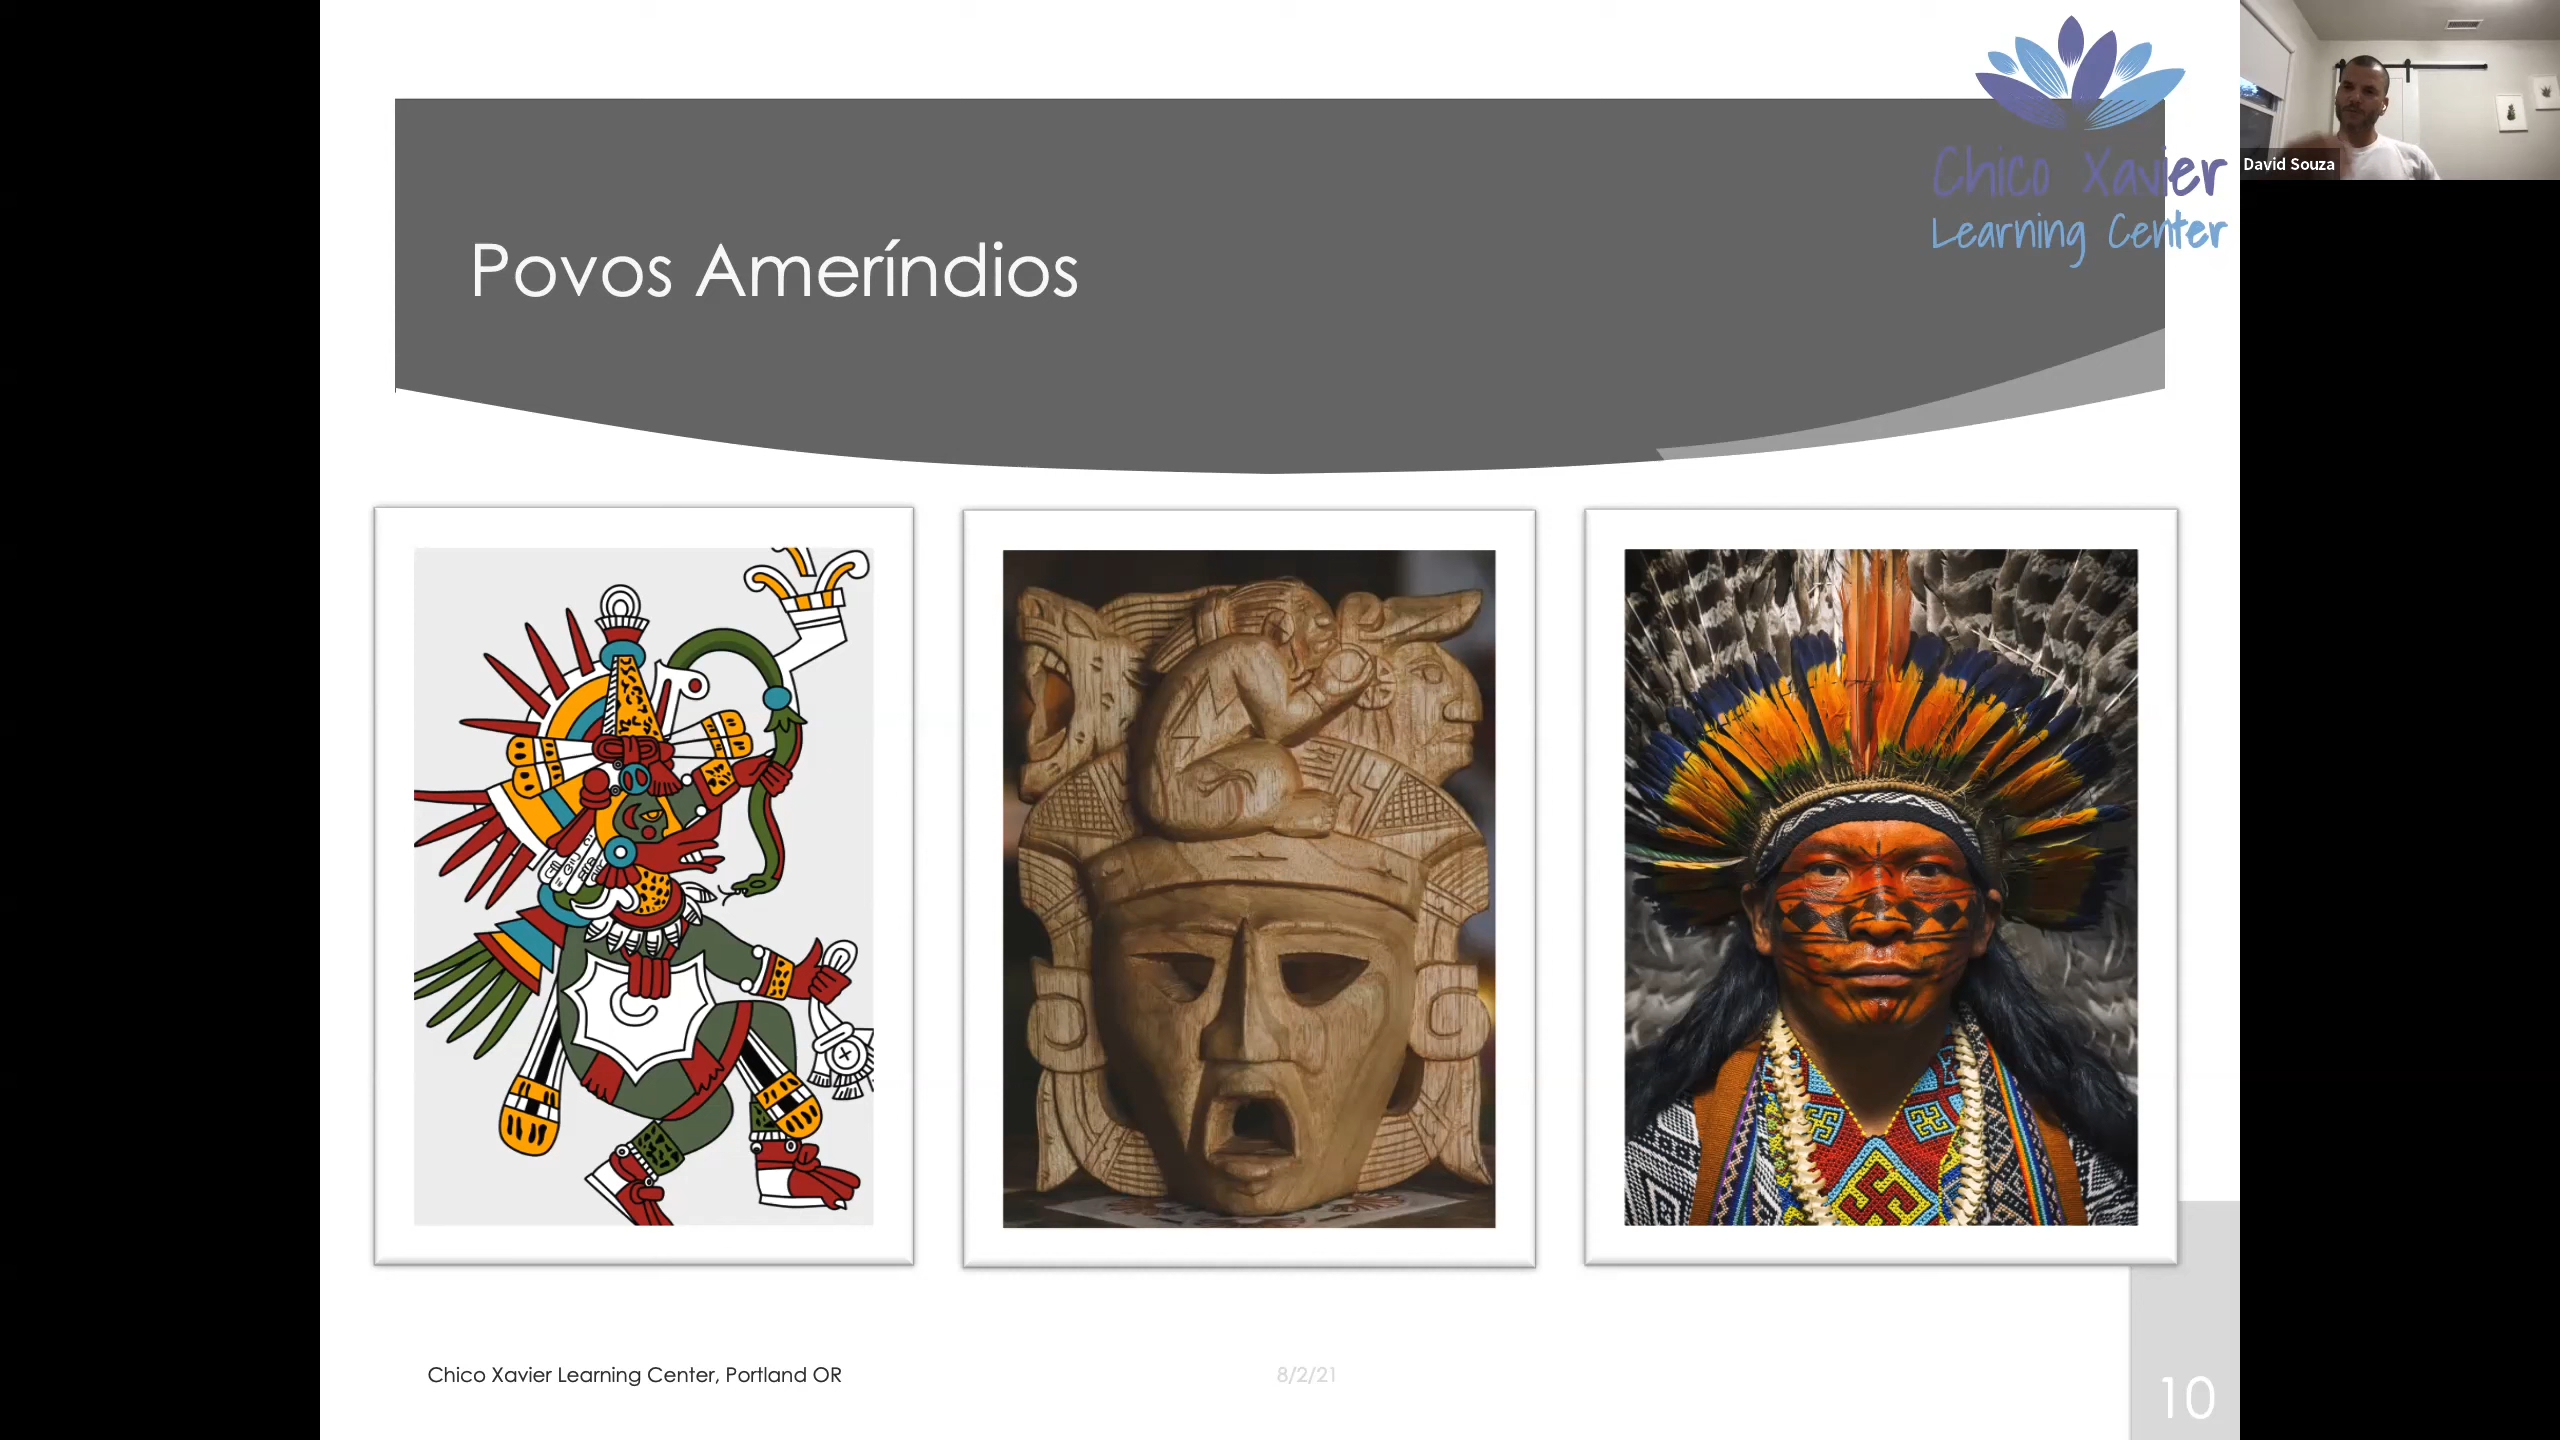 Chico Xavier
Learning Center
David Souza
Povos Ameríndios
Chico Xavier Learning Center, Portland OR
8/2/21
10